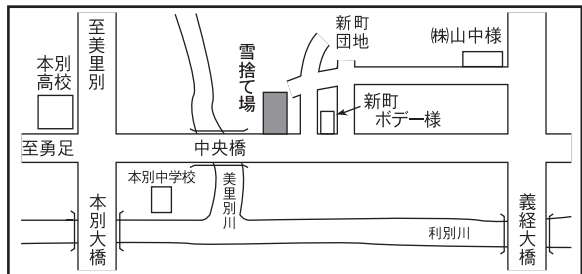 至美里別
本別
高校
雪捨て場
新町
団地
㈱山中様
新町
ボデー様
至勇足
中央橋
本別中学校
美里別川
本別大橋
利別川
義経大橋